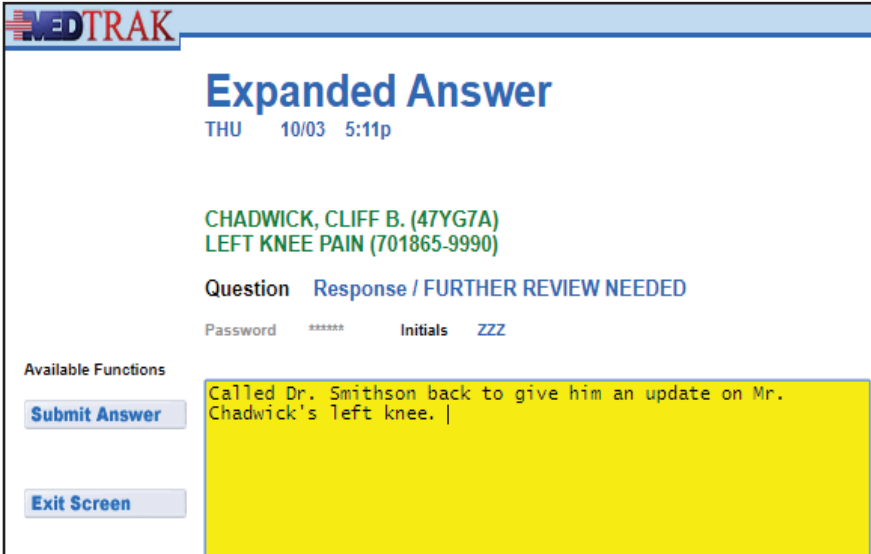 MEDTRAK
Expanded Answer
THU 10/03 5:11p
CHADWICK, CLIFF B. (47YG7A)
LEFT KNEE PAIN (701865-9990)
Question Response / FURTHER REVIEW NEEDED
Password ****** Initials ZZZ
Available Functions
Submit Answer
Exit Screen
Called Dr. Smithson back to give him an update on Mr.
Chadwick's left knee.